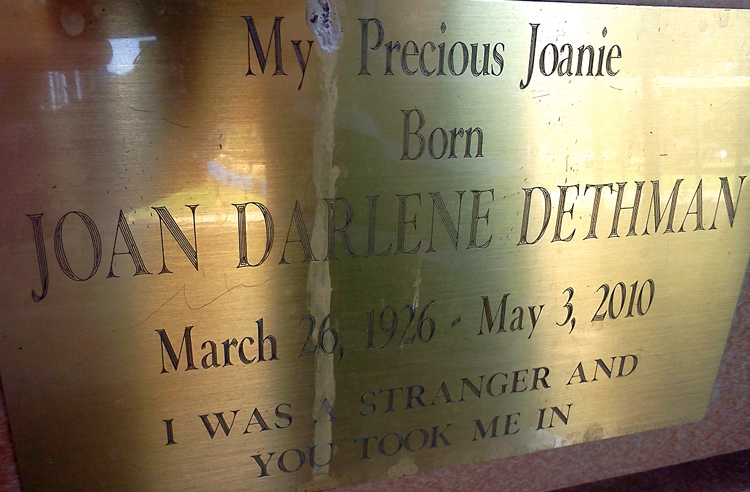 My Precious Joanie
Born
JOAN DARLENE DETHMAN
March 26, 1926 - May 3, 2010
I WAS A STRANGER AND
YOU TOOK ME IN